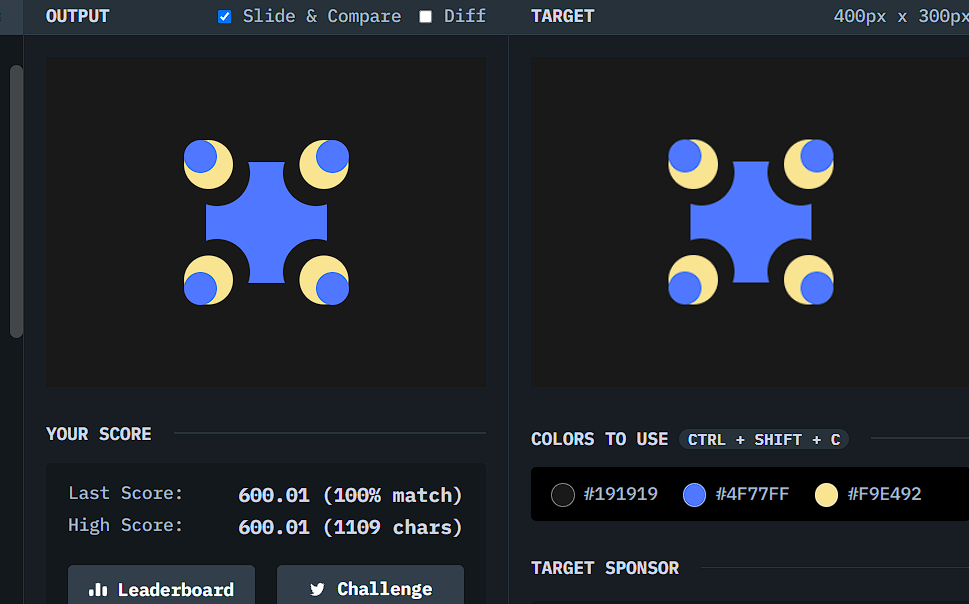 OUTPUT
Slide & Compare
Diff
TARGET
400px x 300px
YOUR SCORE
Last Score:
600.01 (100% match)
High Score:
600.01 (1109 chars)
Leaderboard
Challenge
COLORS TO USE
CTRL + SHIFT + C
#191919
#4F77FF
#F9E492
TARGET SPONSOR